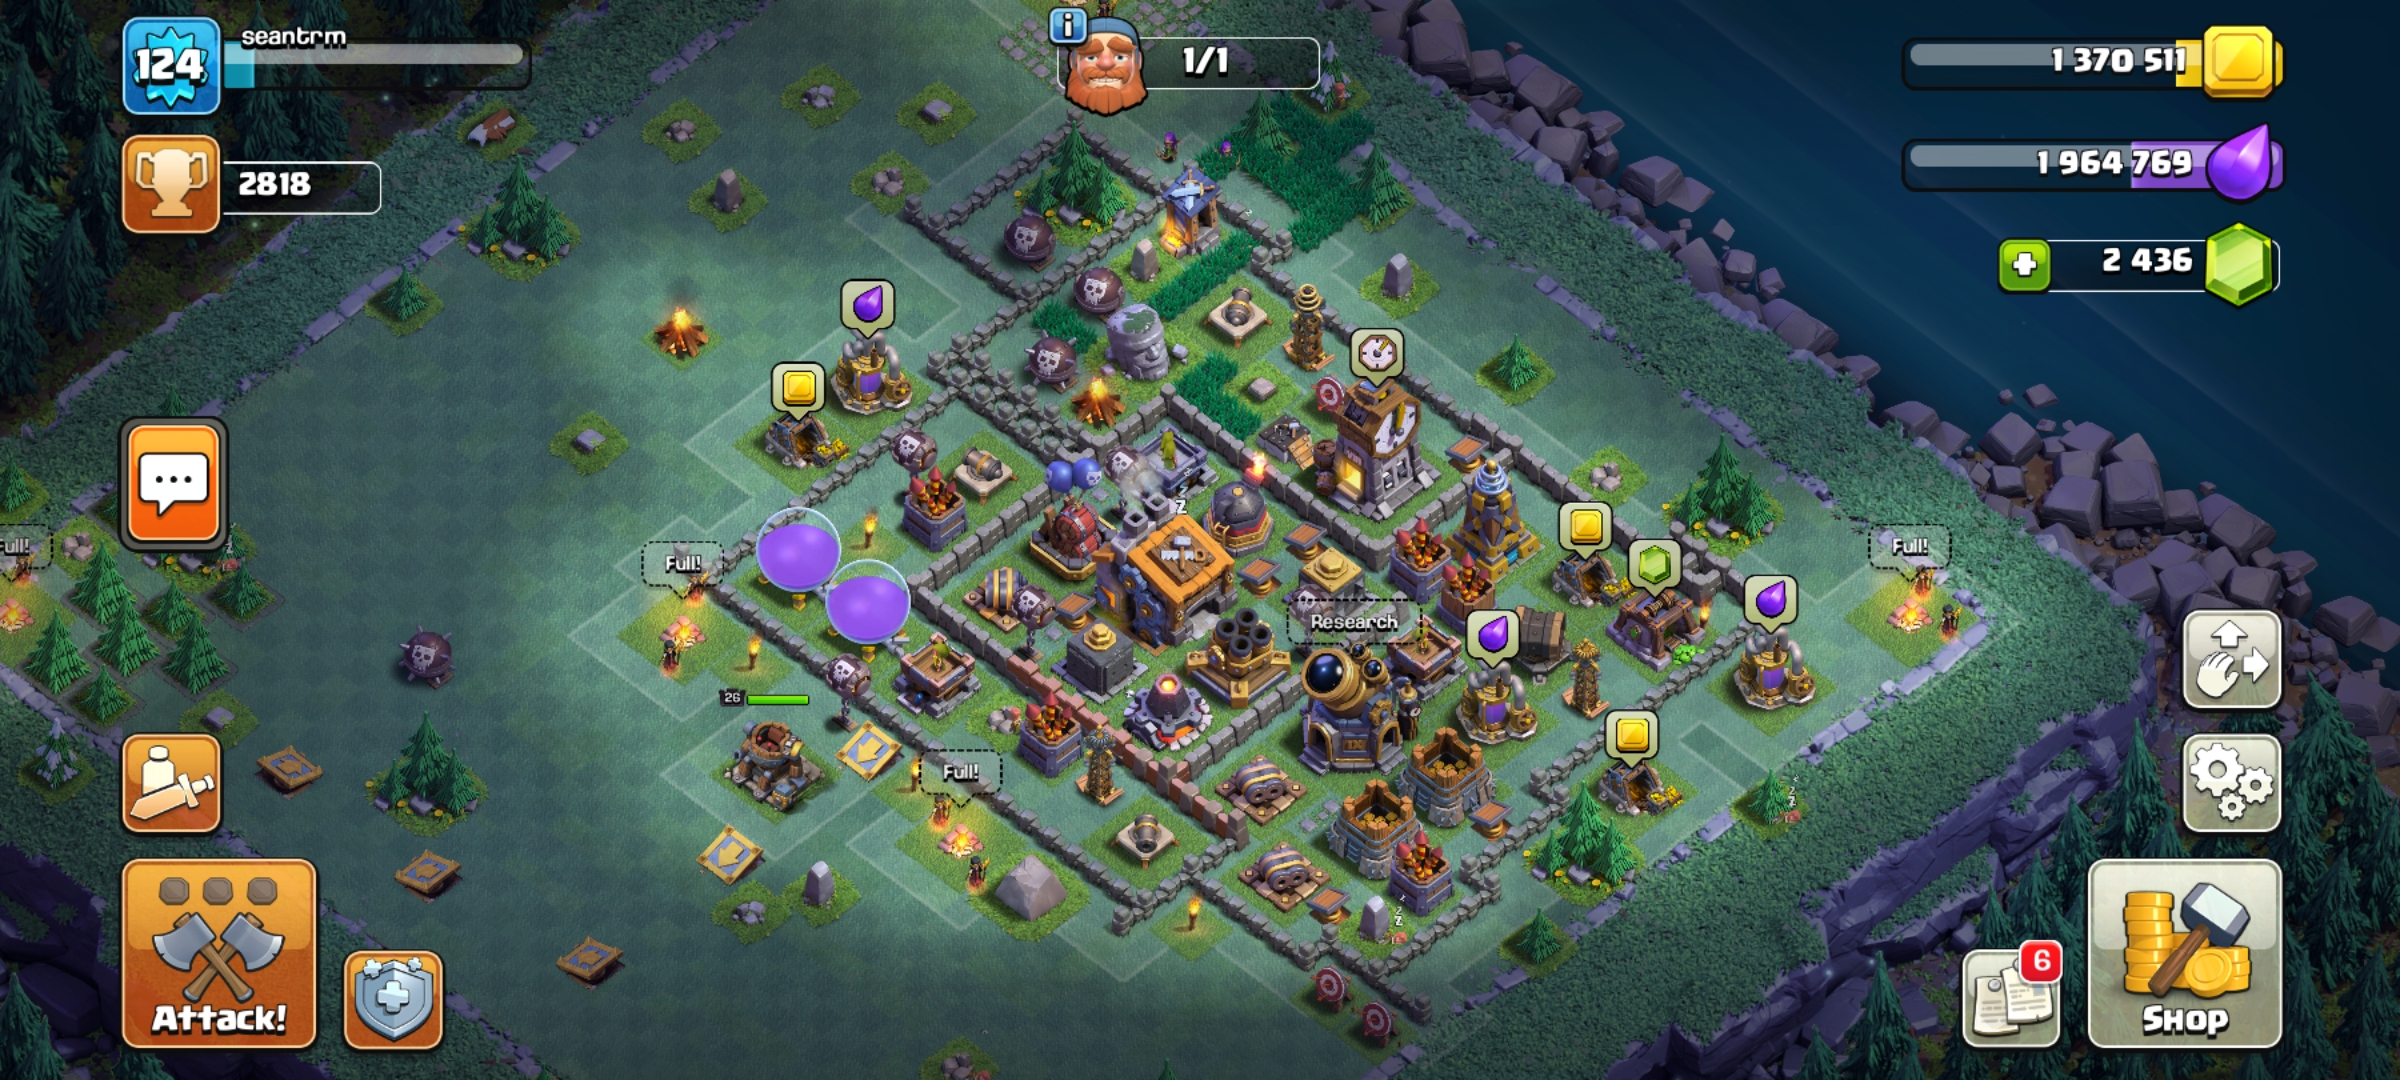 seantrm
124
1/1
1 370 511
2818
1 964 769
2 436
Full!
Full!
Full!
Research
26
Full!
Attack!
6
Shop